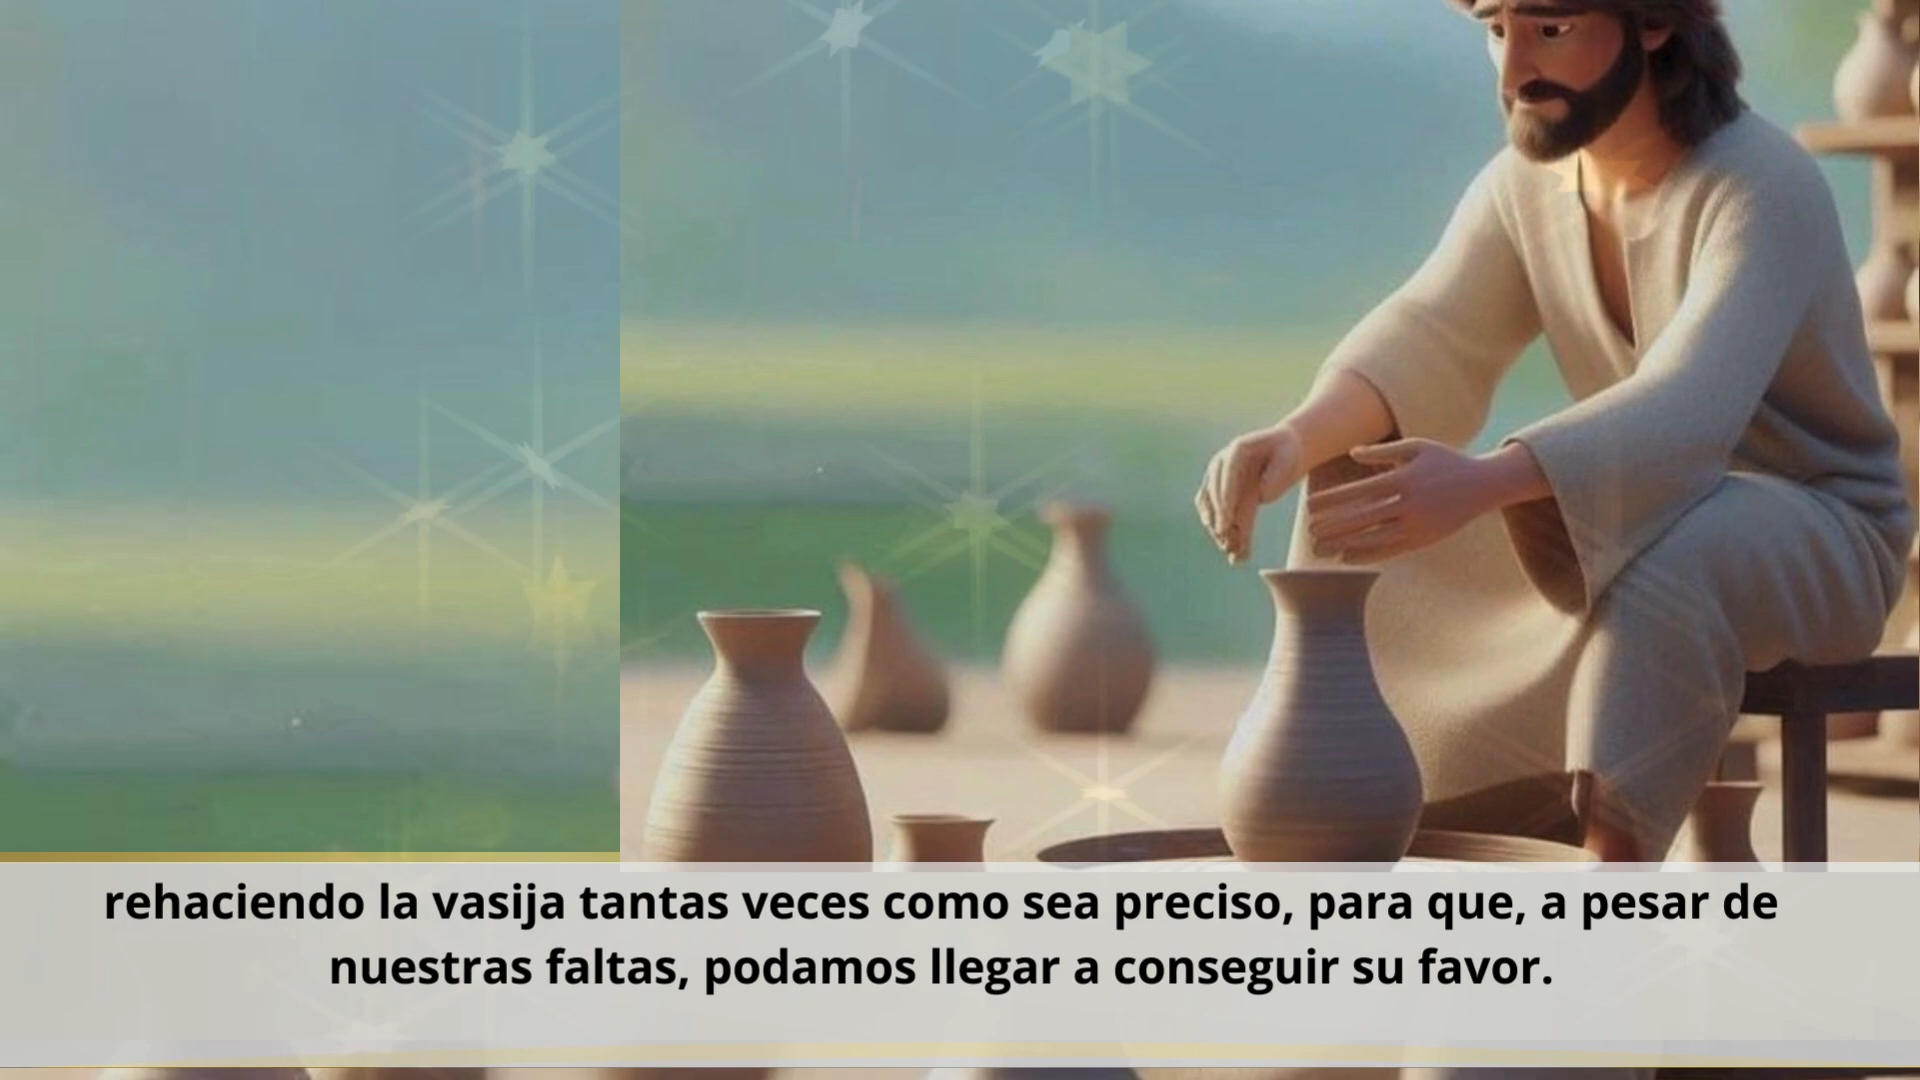 rehaciendo la vasija tantas veces como sea preciso, para que, a pesar de
nuestras faltas, podamos llegar a conseguir su favor.